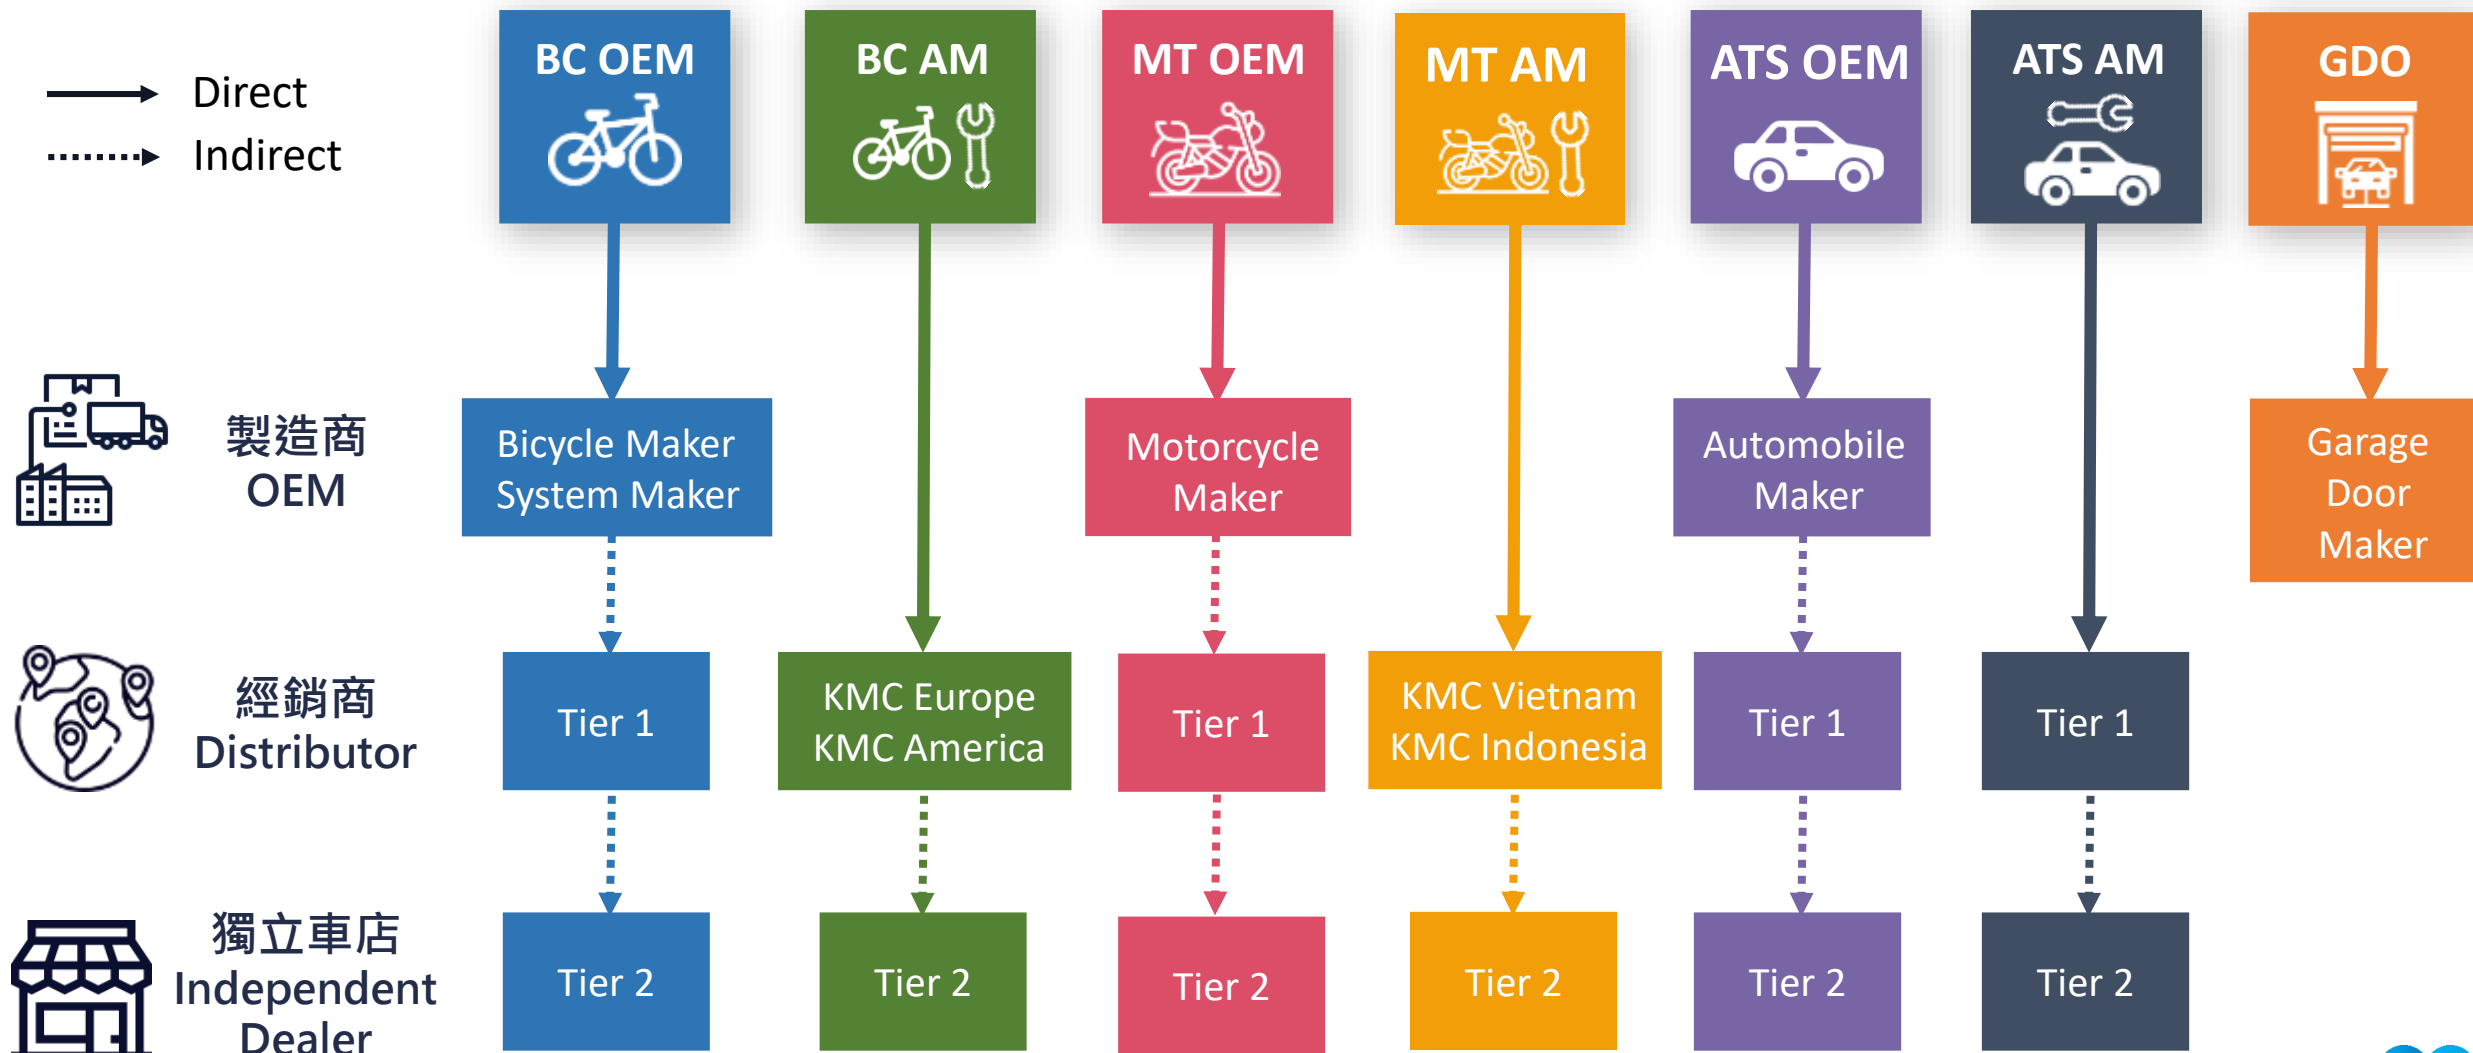 Direct
Indirect
BC OEM
BC AM
MT OEM
MT AM
ATS OEM
ATS AM
GDO
製造商
OEM
Bicycle Maker
System Maker
Motorcycle
Maker
Automobile
Maker
Garage
Door
Maker
經銷商
Distributor
Tier 1
KMC Europe
KMC America
Tier 1
KMC Vietnam
KMC Indonesia
Tier 1
Tier 1
獨立車店
Independent
Dealer
Tier 2
Tier 2
Tier 2
Tier 2
Tier 2
Tier 2